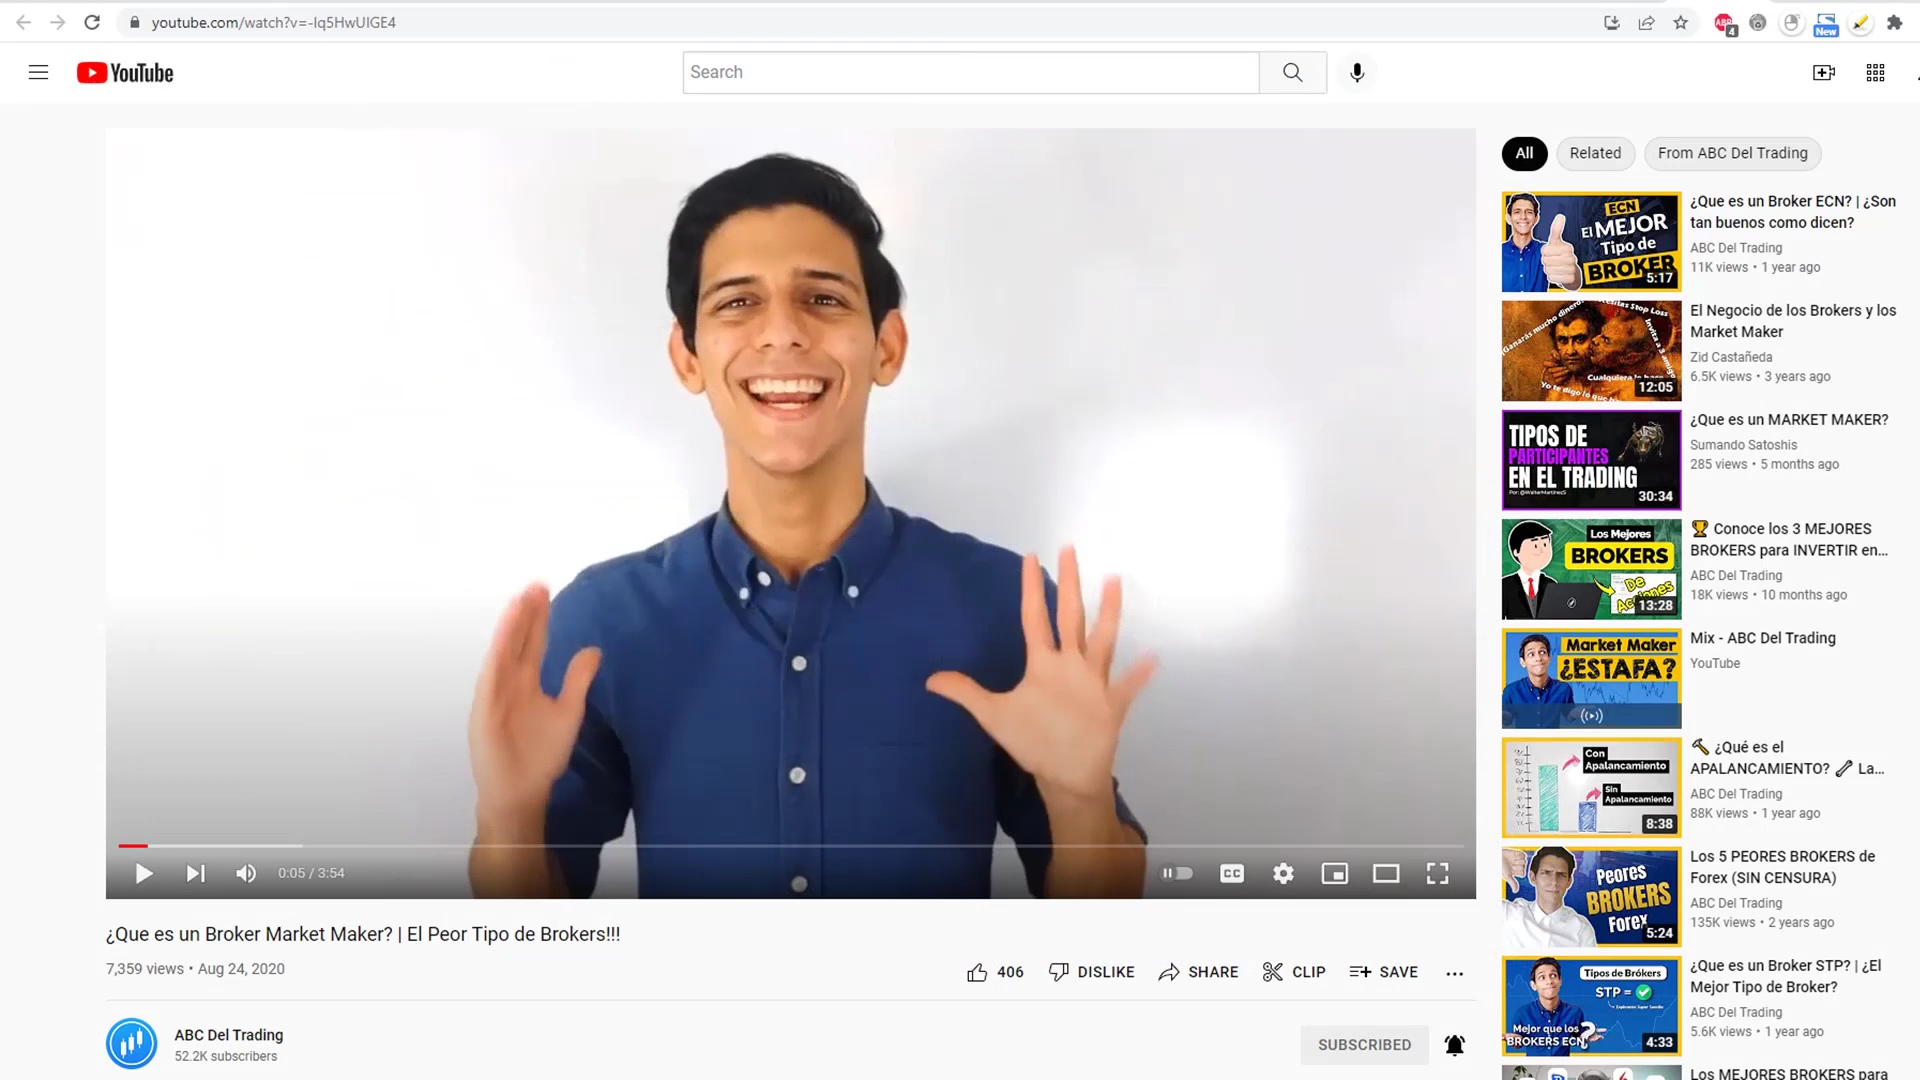 youtube.com/watch?v=-Iq5HwUIGE4
4
New
YouTube
Search
All
Related
From ABC Del Trading
ECN
El MEJOR
Tipo de
BROKER
5:17
¿Que es un Broker ECN? | ¿Son
tan buenos como dicen?
ABC Del Trading
11K views • 1 year ago
¡Ganarás mucho dinero!
Stop Loss
Invita a 3 amigo
Cualquiera lo hace
Yo te digo lo que h
12:05
El Negocio de los Brokers y los
Market Maker
Zid Castañeda
6.5K views • 3 years ago
TIPOS DE
PARTICIPANTES
EN EL TRADING
30:34
¿Que es un MARKET MAKER?
Sumando Satoshis
285 views • 5 months ago
Los Mejores
BROKERS
De
Acciones
13:28
🏆 Conoce los 3 MEJORES
BROKERS para INVERTIR en...
ABC Del Trading
18K views • 10 months ago
Market Maker
¿ESTAFA?
Mix - ABC Del Trading
YouTube
Con
Apalancamiento
Sin
Apalancamiento
8:38
🔨 ¿Qué es el
APALANCAMIENTO? 🦴 La...
ABC Del Trading
88K views • 1 year ago
Peores
BROKERS
Forex
5:24
Los 5 PEORES BROKERS de
Forex (SIN CENSURA)
ABC Del Trading
135K views • 2 years ago
Tipos de Brókers
STP =
Mejor que los
BROKERS ECN
?
4:33
¿Que es un Broker STP? | ¿El
Mejor Tipo de Broker?
ABC Del Trading
5.6K views • 1 year ago
Los MEJORES BROKERS para
0:05 / 3:54
CC
¿Que es un Broker Market Maker? | El Peor Tipo de Brokers!!!
7,359 views • Aug 24, 2020
406
DISLIKE
SHARE
CLIP
SAVE
ABC Del Trading
52.2K subscribers
SUBSCRIBED